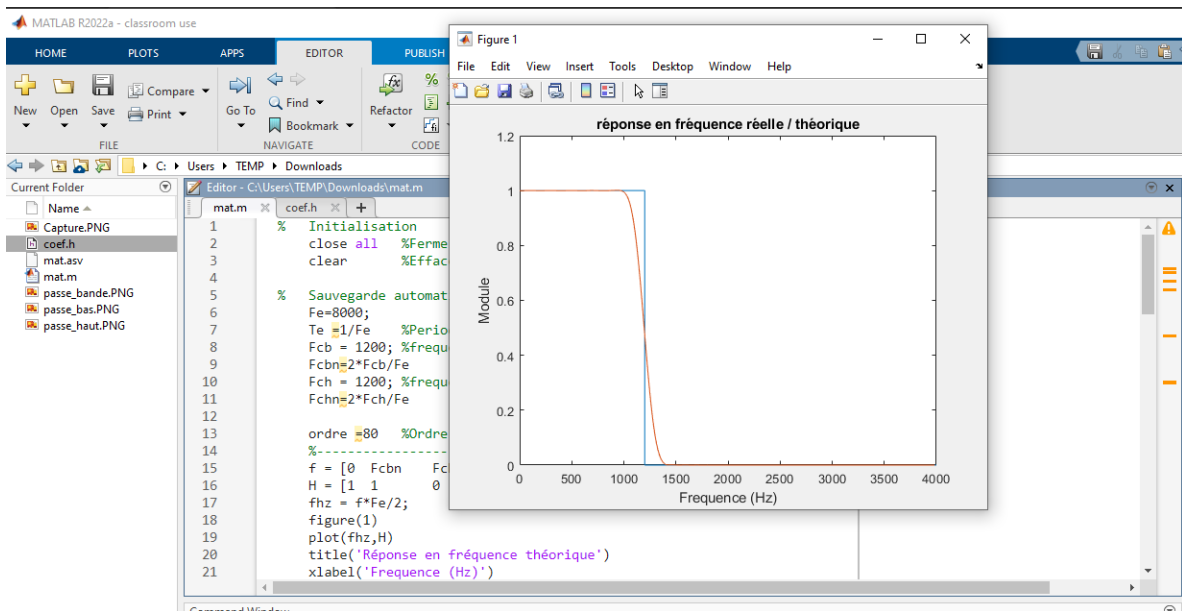 MATLAB R2022a - classroom use
HOME PLOTS APPS EDITOR PUBLISH
New Open Save Compare Print Go To Find Bookmark Refactor
FILE NAVIGATE CODE
C: Users TEMP Downloads
Current Folder
Name
Capture.PNG
coef.h
mat.asv
mat.m
passe_bande.PNG
passe_bas.PNG
passe_haut.PNG
Editor - C:\Users\TEMP\Downloads\mat.m
mat.m coef.h
1 % Initialisation
2 close all %Ferme
3 clear %Effac
4
5 % Sauvegarde automat
6 Fe=8000;
7 Te =1/Fe %Perio
8 Fcb = 1200; %frequ
9 Fcbn=2*Fcb/Fe
10 Fch = 1200; %frequ
11 Fchn=2*Fch/Fe
12
13 ordre =80 %Ordre
14 %------------------
15 f = [0 Fcbn Fc
16 H = [1 1 0
17 fhz = f*Fe/2;
18 figure(1)
19 plot(fhz,H)
20 title('Réponse en fréquence théorique')
21 xlabel('Frequence (Hz)')
Command Window
Figure 1
File Edit View Insert Tools Desktop Window Help
réponse en fréquence réelle / théorique
1.2
1
0.8
0.6
0.4
0.2
0
Module
0 500 1000 1500 2000 2500 3000 3500 4000
Frequence (Hz)